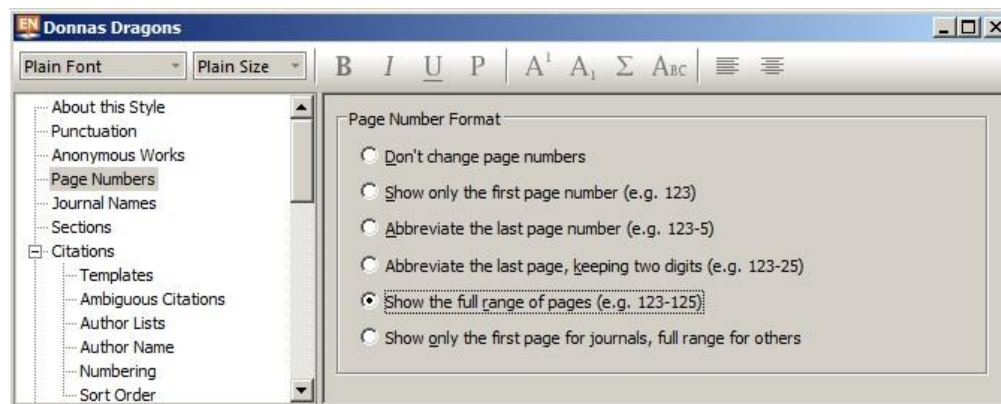 EN Donnas Dragons
Plain Font Plain Size B I U P A1 A1 Σ ABC
About this Style
Punctuation
Anonymous Works
Page Numbers
Journal Names
Sections
Citations
Templates
Ambiguous Citations
Author Lists
Author Name
Numbering
Sort Order
Page Number Format
Don't change page numbers
Show only the first page number (e.g. 123)
Abbreviate the last page number (e.g. 123-5)
Abbreviate the last page, keeping two digits (e.g. 123-25)
Show the full range of pages (e.g. 123-125)
Show only the first page for journals, full range for others